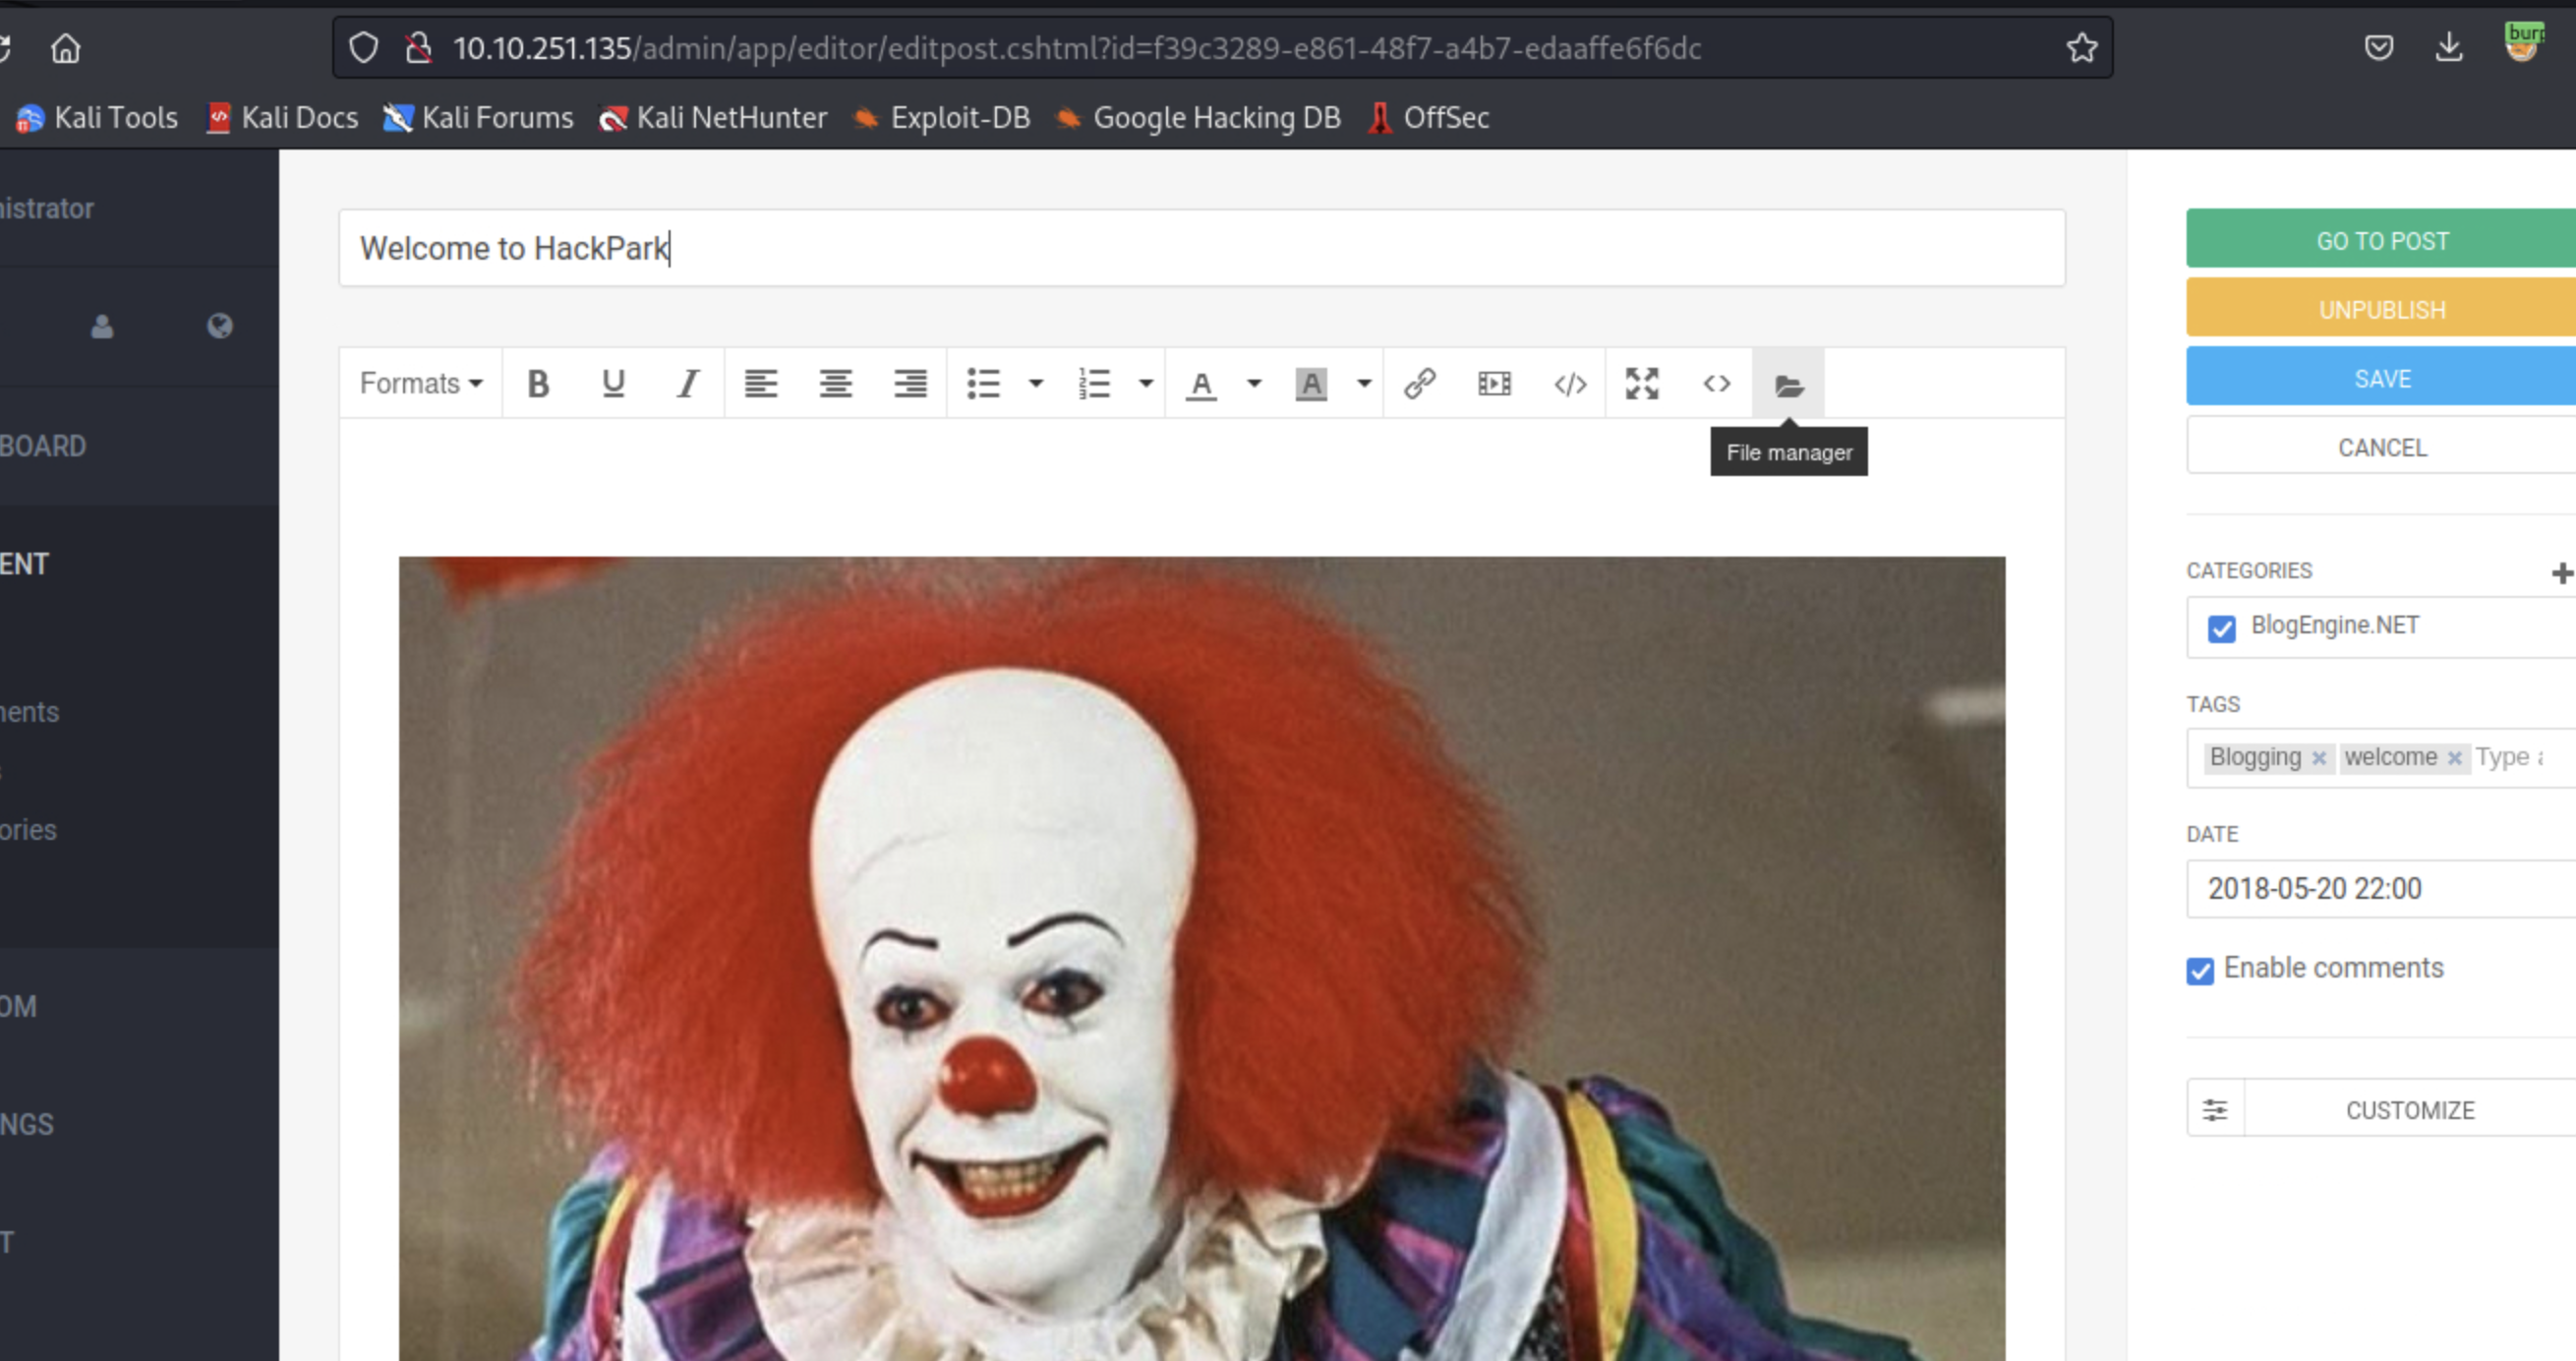 10.10.251.135/admin/app/editor/editpost.cshtml?id=f39c3289-e861-48f7-a4b7-edaaffe6f6dc
Kali Tools Kali Docs Kali Forums Kali NetHunter Exploit-DB Google Hacking DB OffSec
nistrator
Welcome to HackPark
GO TO POST
UNPUBLISH
Formats
SAVE
BOARD
CANCEL
File manager
ENT
CATEGORIES
BlogEngine.NET
TAGS
ments
Blogging welcome Type
ories
DATE
2018-05-20 22:00
Enable comments
OM
CUSTOMIZE
NGS
T